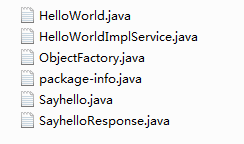 HelloWorld.java
HelloWorldImplService.java
ObjectFactory.java
package-info.java
Sayhello.java
SayhelloResponse.java